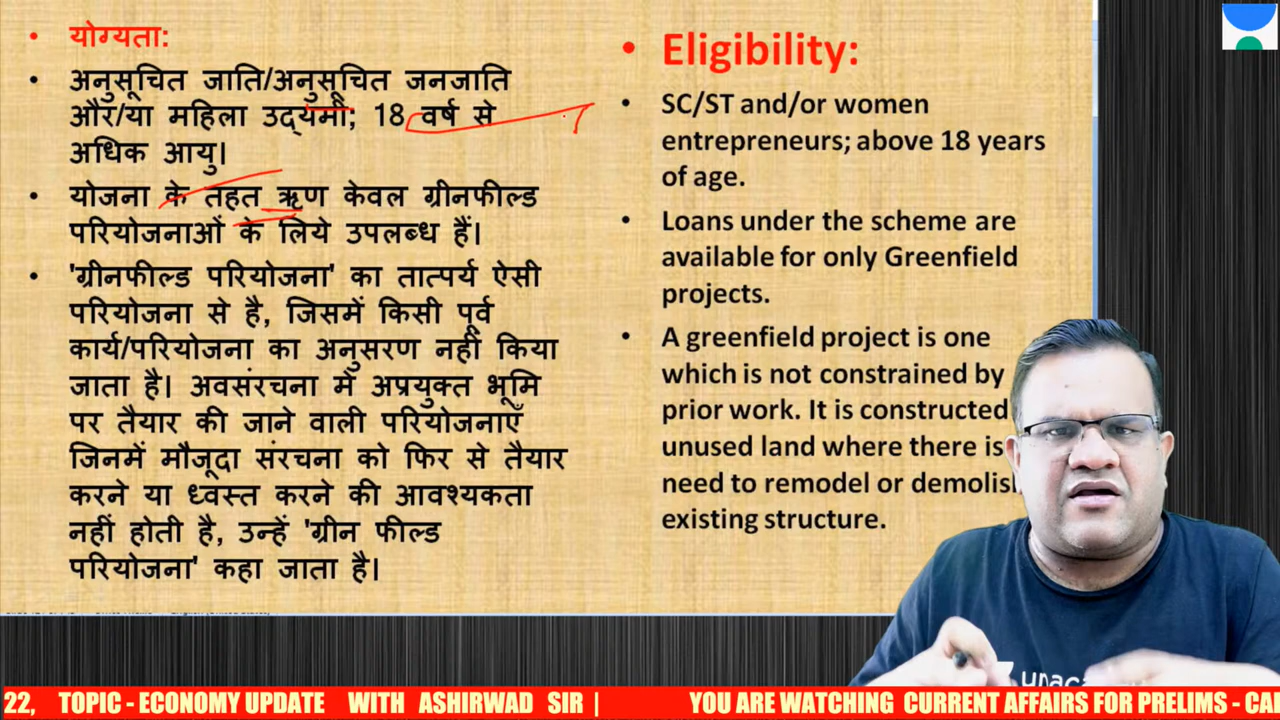 योग्यता:
अनुसूचित जाति/अनुसूचित जनजाति
और/या महिला उद्यमी; 18 वर्ष से
अधिक आयु।
योजना के तहत ऋण केवल ग्रीनफील्ड
परियोजनाओं के लिये उपलब्ध हैं।
'ग्रीनफील्ड परियोजना' का तात्पर्य ऐसी
परियोजना से है, जिसमें किसी पूर्व
कार्य/परियोजना का अनुसरण नहीं किया
जाता है। अवसंरचना में अप्रयुक्त भूमि
पर तैयार की जाने वाली परियोजनाएँ
जिनमें मौजूदा संरचना को फिर से तैयार
करने या ध्वस्त करने की आवश्यकता
नहीं होती है, उन्हें 'ग्रीन फील्ड
परियोजना' कहा जाता है।
Eligibility:
SC/ST and/or women
entrepreneurs; above 18 years
of age.
Loans under the scheme are
available for only Greenfield
projects.
A greenfield project is one
which is not constrained by
prior work. It is constructed
unused land where there is
need to remodel or demolish
existing structure.
22, TOPIC - ECONOMY UPDATE WITH ASHIRWAD SIR | YOU ARE WATCHING CURRENT AFFAIRS FOR PRELIMS -